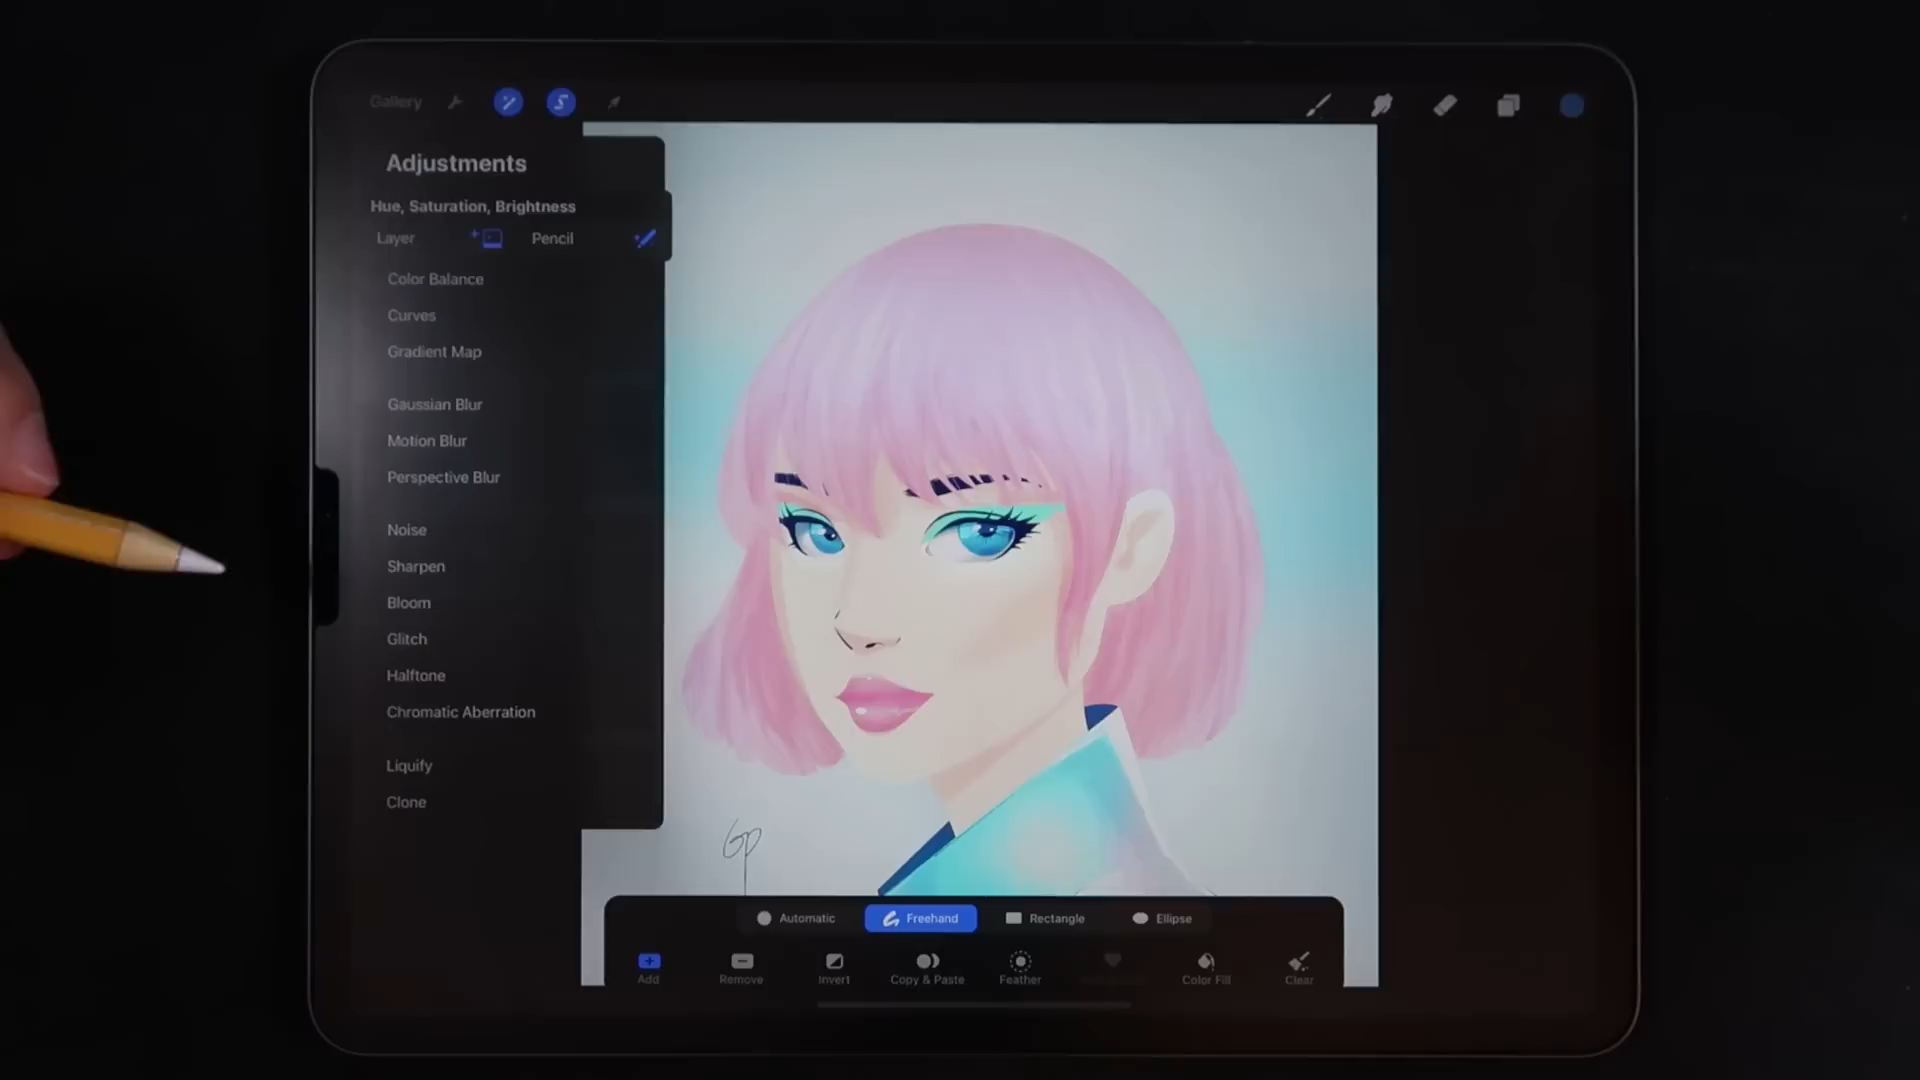 Gallery
Adjustments
Hue, Saturation, Brightness
Layer Pencil
Color Balance
Curves
Gradient Map
Gaussian Blur
Motion Blur
Perspective Blur
Noise
Sharpen
Bloom
Glitch
Halftone
Chromatic Aberration
Liquify
Clone
GP
Automatic Freehand Rectangle Ellipse
Add Remove Invert Copy & Paste Feather Color Fill Clear